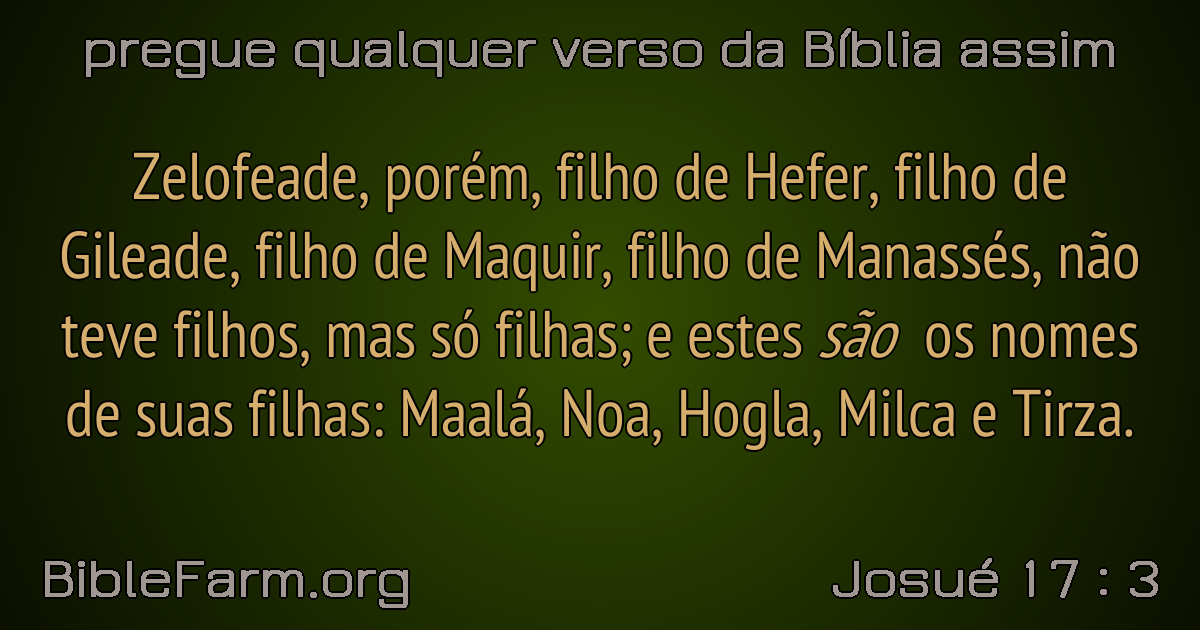 pregue qualquer verso da Bíblia assim
Zelofeade, porém, filho de Hefer, filho de
Gileade, filho de Maquir, filho de Manassés, não
teve filhos, mas só filhas; e estes são os nomes
de suas filhas: Maalá, Noa, Hogla, Milca e Tirza.
BibleFarm.org
Josué 17 : 3